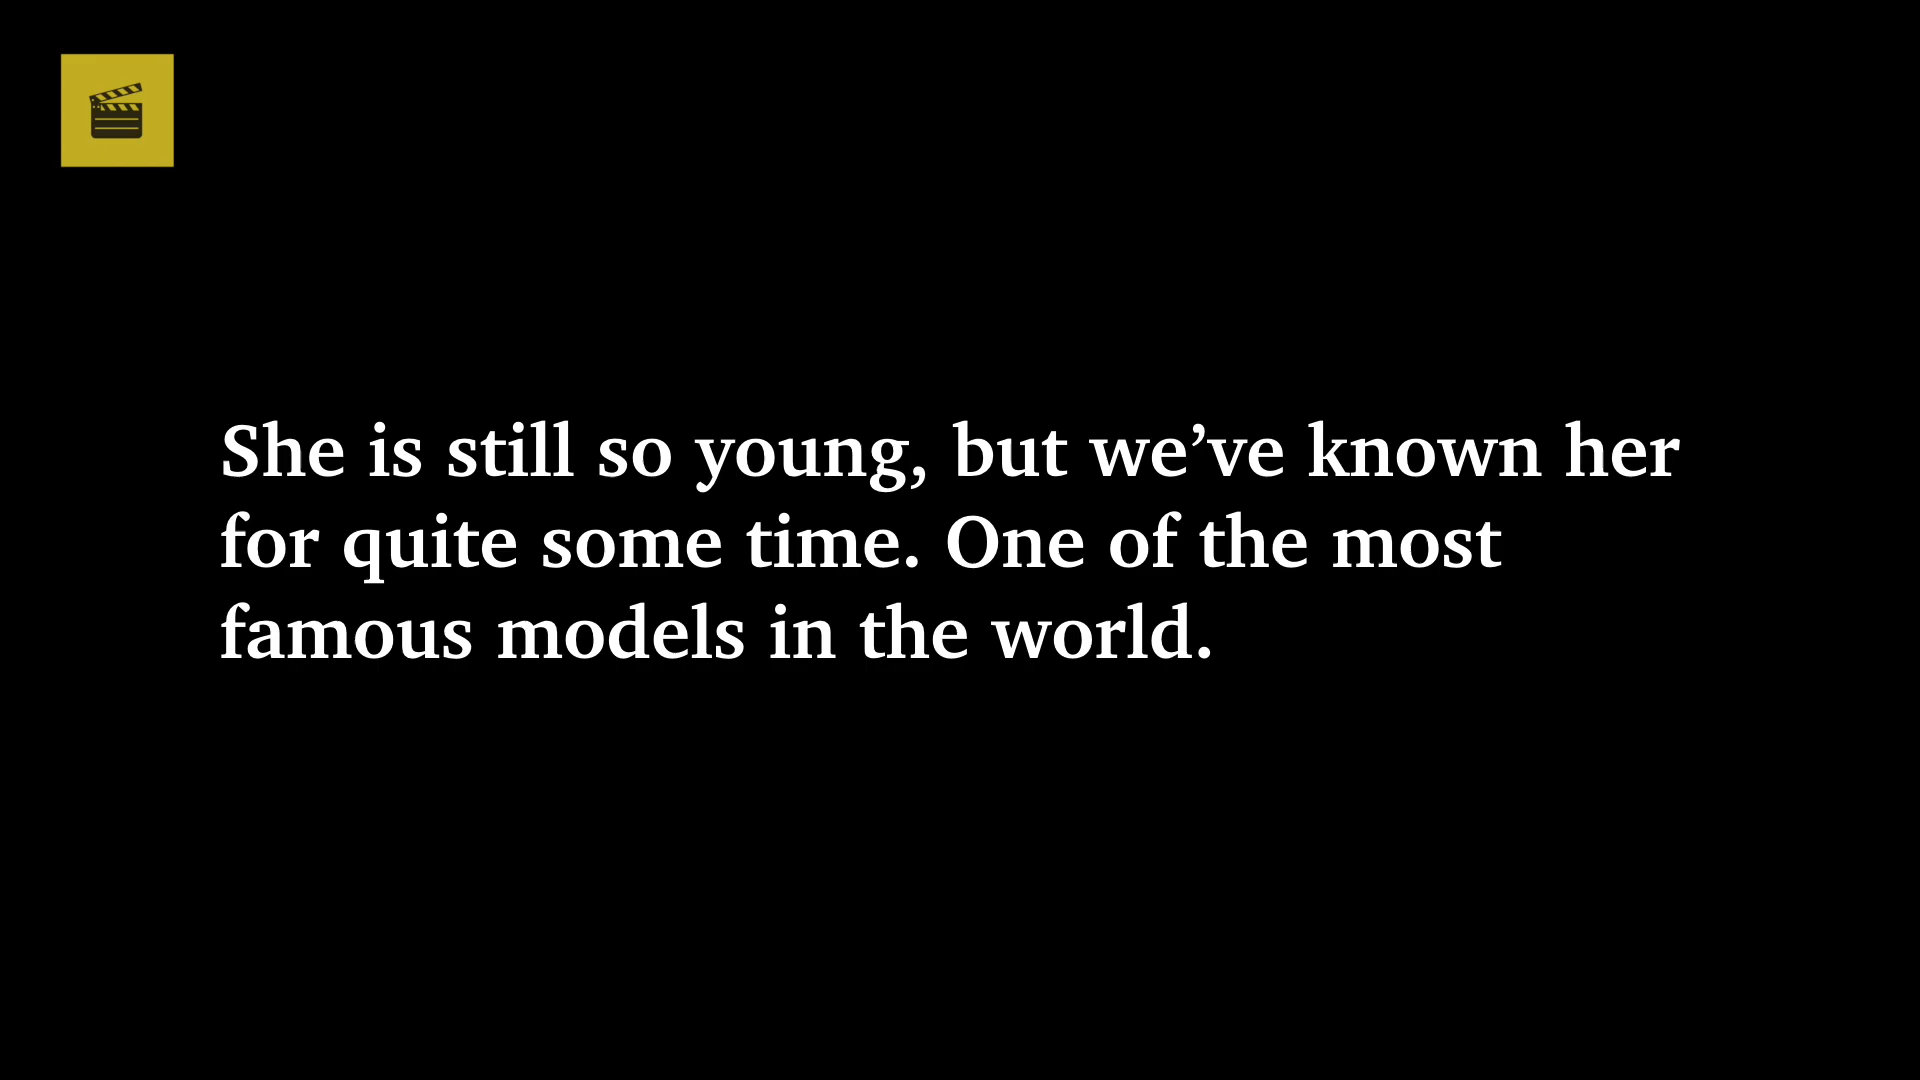 She is still so young, but we’ve known her
for quite some time. One of the most
famous models in the world.